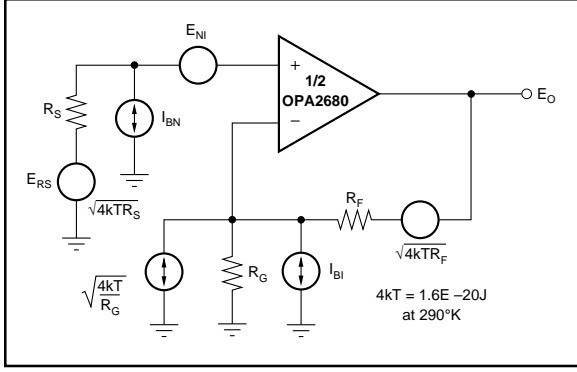 E_NI
+
1/2
OPA2680
−
E_O
R_S
I_BN
E_RS
√4kTR_S
R_F
√4kTR_F
√4kT/R_G
R_G
I_BI
4kT = 1.6E –20J
at 290°K